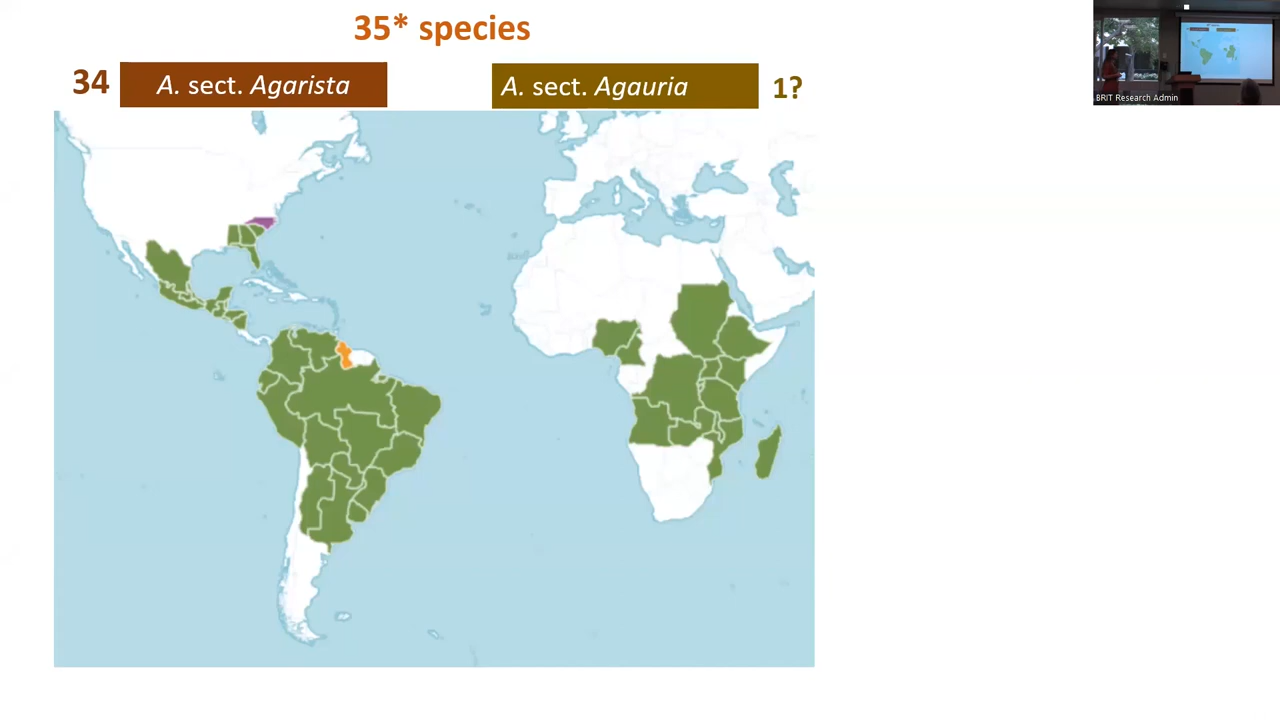 35* species
34 A. sect. Agarista A. sect. Agauria 1?
BRIT Research Admin